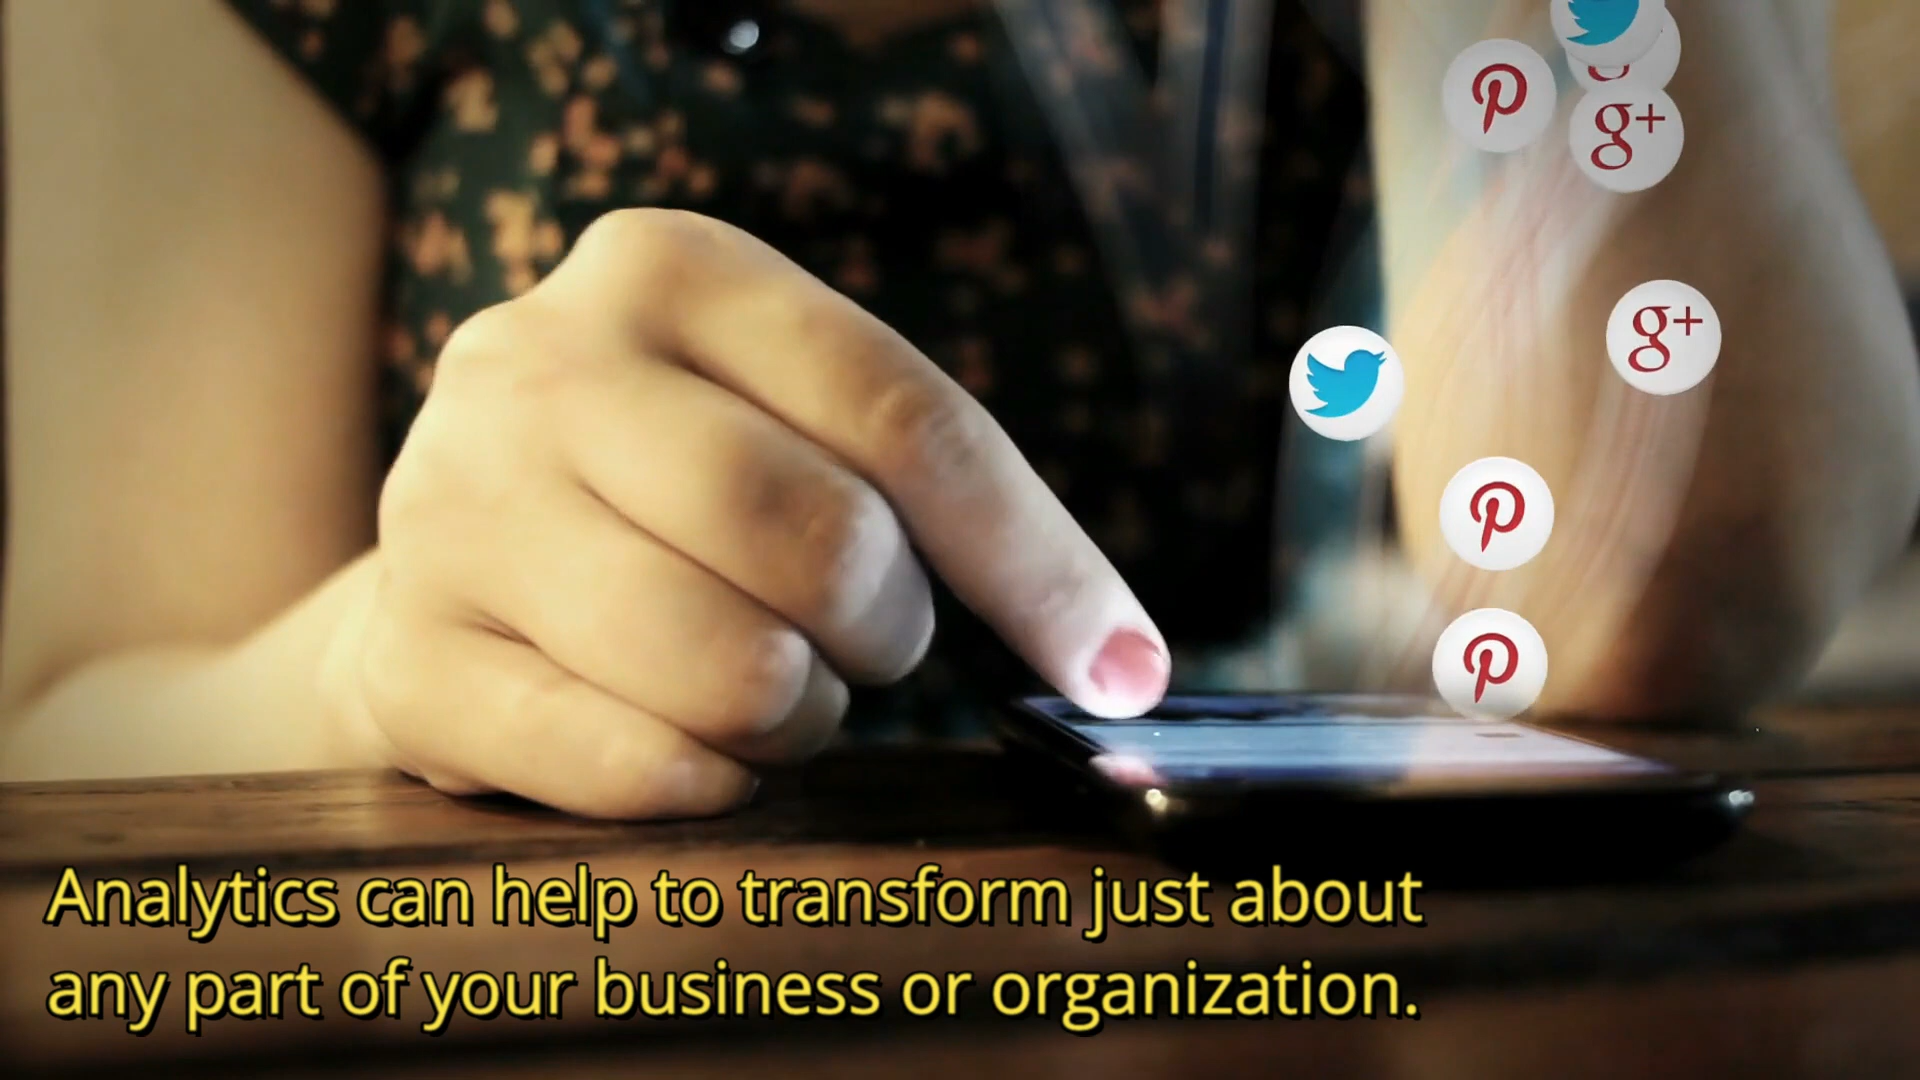 g+
g+
Analytics can help to transform just about
any part of your business or organization.